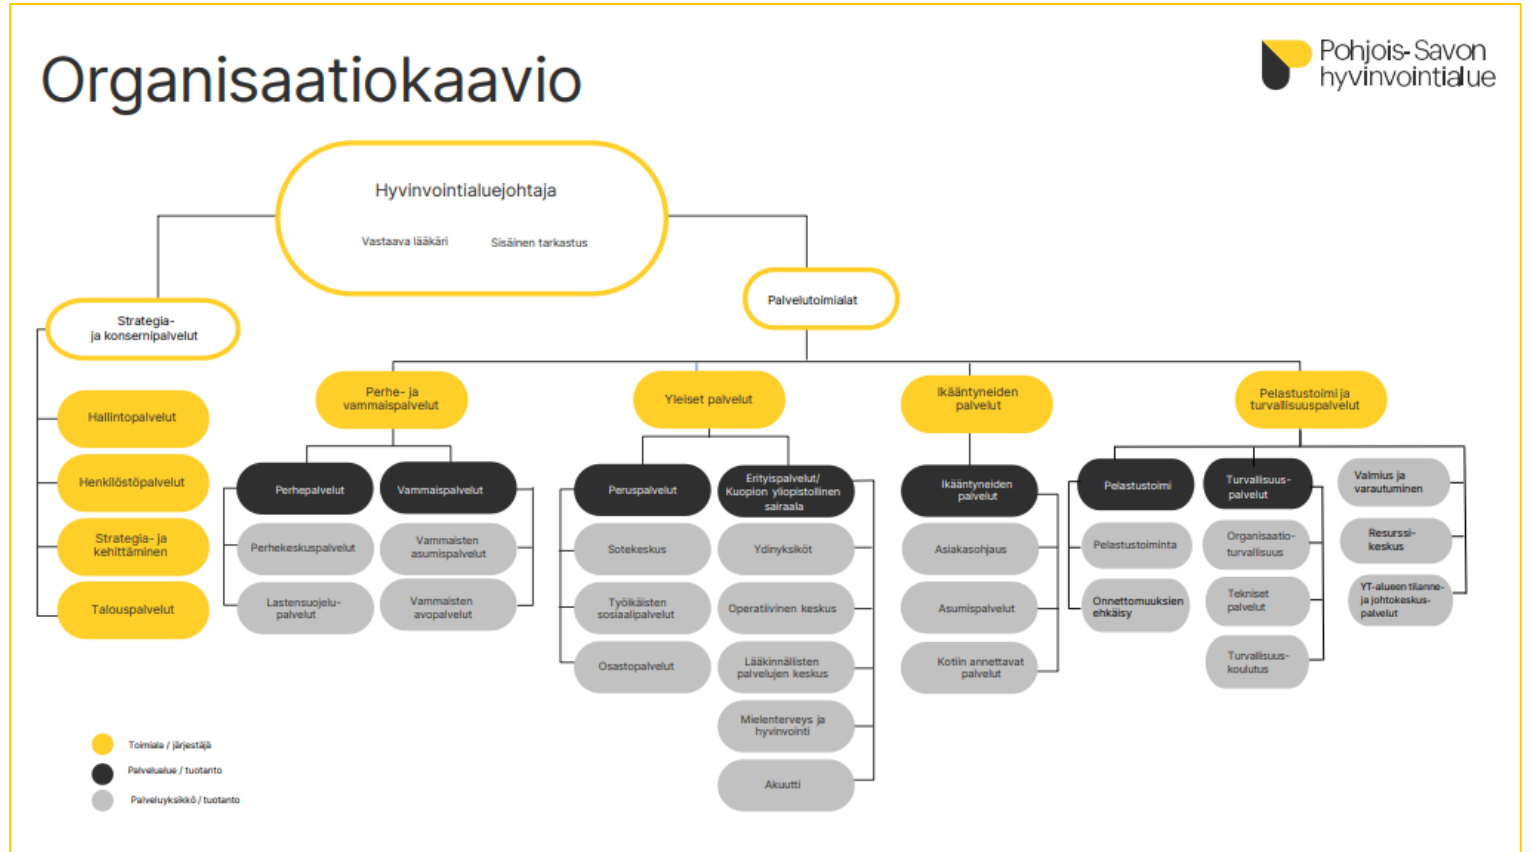 Organisaatiokaavio
Pohjois-Savon
hyvinvointialue
Hyvinvointialuejohtaja
Vastaava lääkäri
Sisäinen tarkastus
Palvelutoimialat
Strategia-
ja konsernipalvelut
Hallintopalvelut
Henkilöstöpalvelut
Strategia- ja
kehittäminen
Talouspalvelut
Perhe- ja
vammaispalvelut
Perhepalvelut
Perhekeskuspalvelut
Lastensuojelu-
palvelut
Vammaispalvelut
Vammaisten
asumispalvelut
Vammaisten
avopalvelut
Yleiset palvelut
Peruspalvelut
Sotekeskus
Työikäisten
sosiaalipalvelut
Osastopalvelut
Erityispalvelut/
Kuopion yliopistollinen
sairaala
Ydinyksiköt
Operatiivinen keskus
Lääkinnällisten
palvelujen keskus
Mielenterveys ja
hyvinvointi
Akuutti
Ikääntyneiden
palvelut
Ikääntyneiden
palvelut
Asiakasohjaus
Asumispalvelut
Kotiin annettavat
palvelut
Pelastustoimi ja
turvallisuuspalvelut
Pelastustoimi
Pelastustoiminta
Onnettomuuksien
ehkäisy
Turvallisuus-
palvelut
Organisaatio-
turvallisuus
Tekniset
palvelut
Turvallisuus-
koulutus
Valmius ja
varautuminen
Resurssi-
keskus
YT-alueen tilanne-
ja johtokeskus-
palvelut
Toimiala / järjestäjä
Palvelualue / tuotanto
Palveluyksikkö / tuotanto